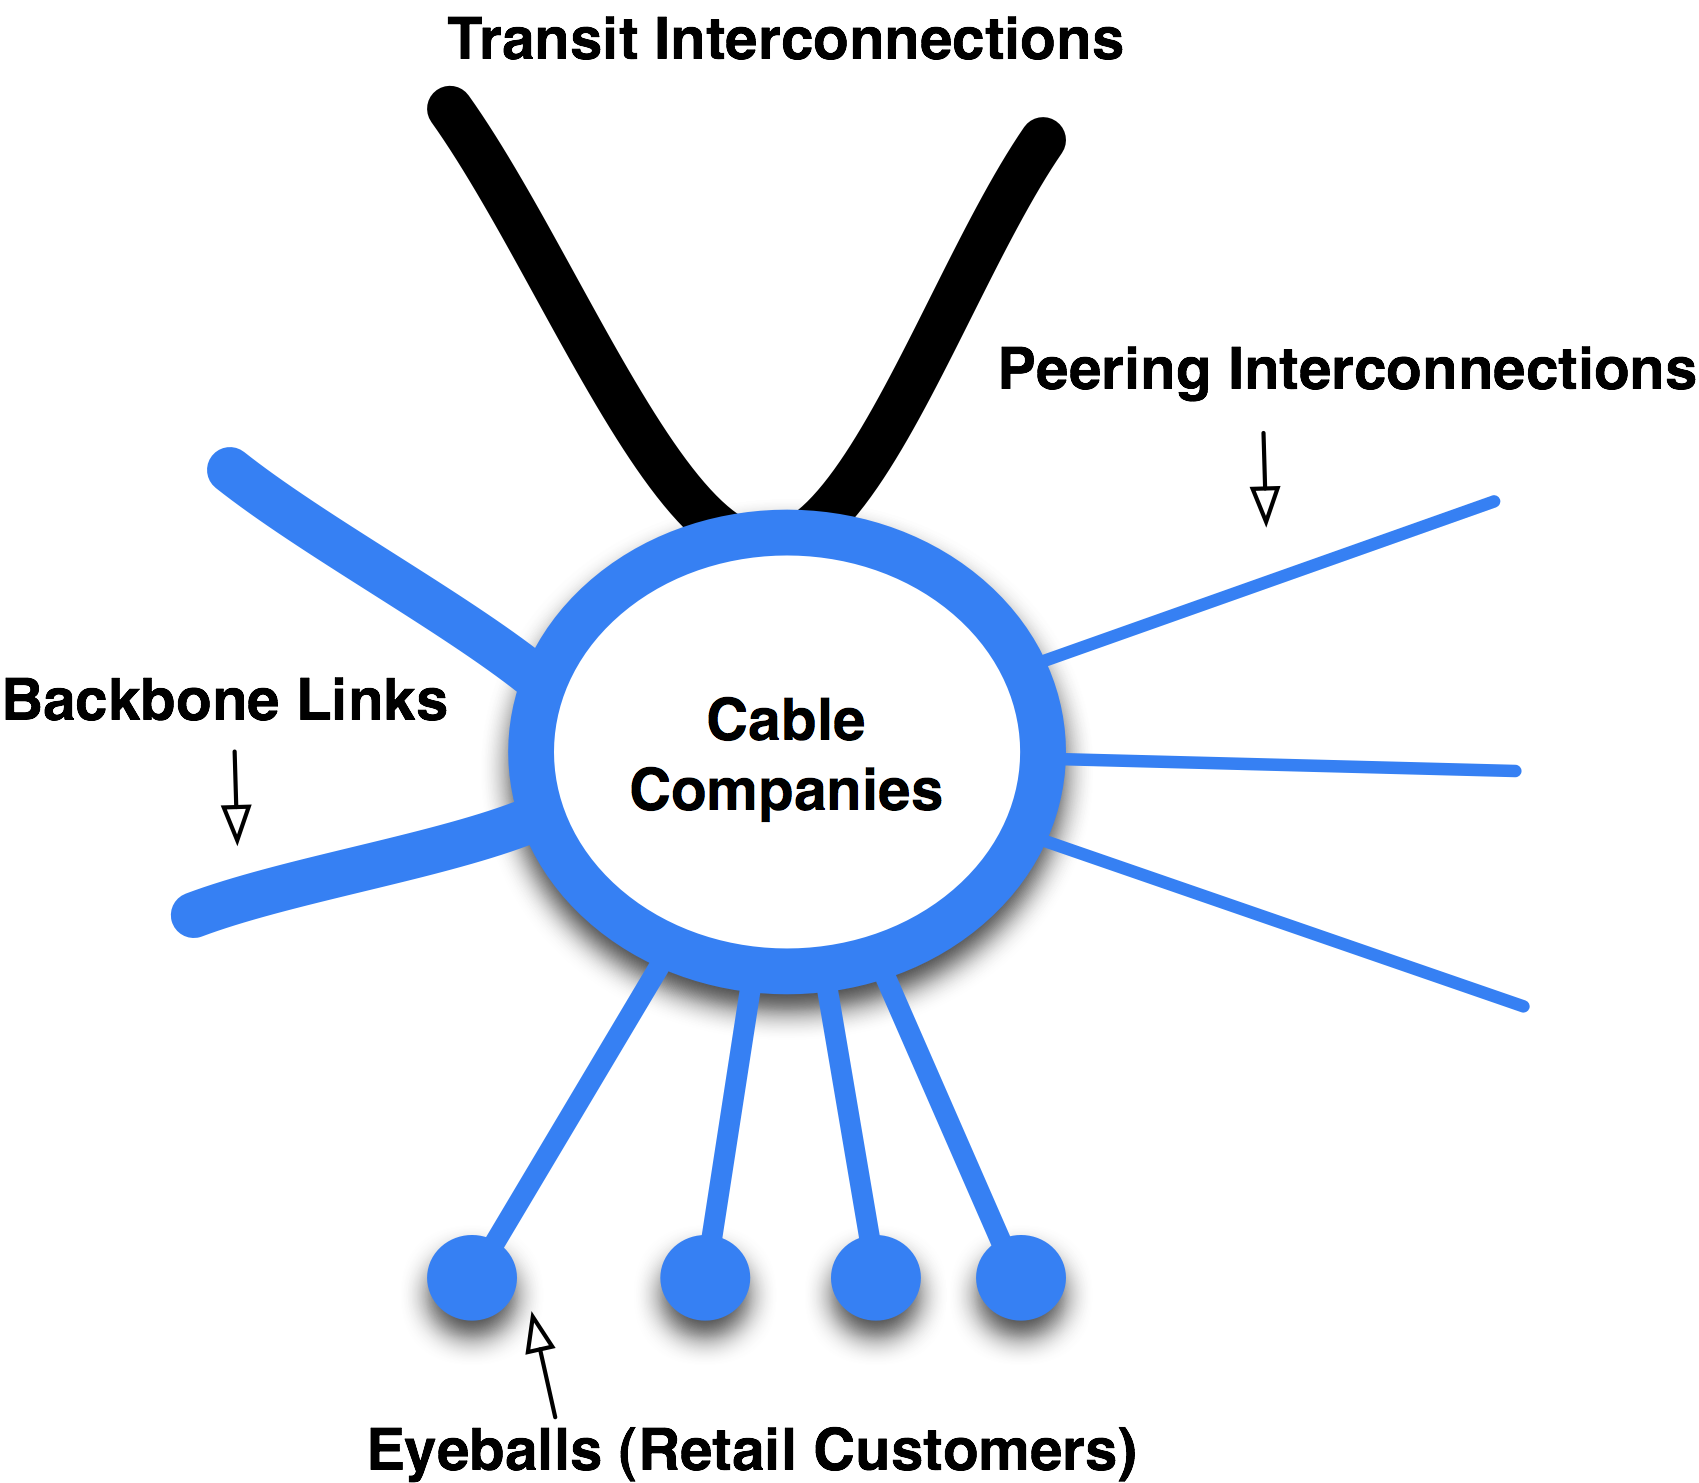 Transit Interconnections
Peering Interconnections
Backbone Links
Cable
Companies
Eyeballs (Retail Customers)